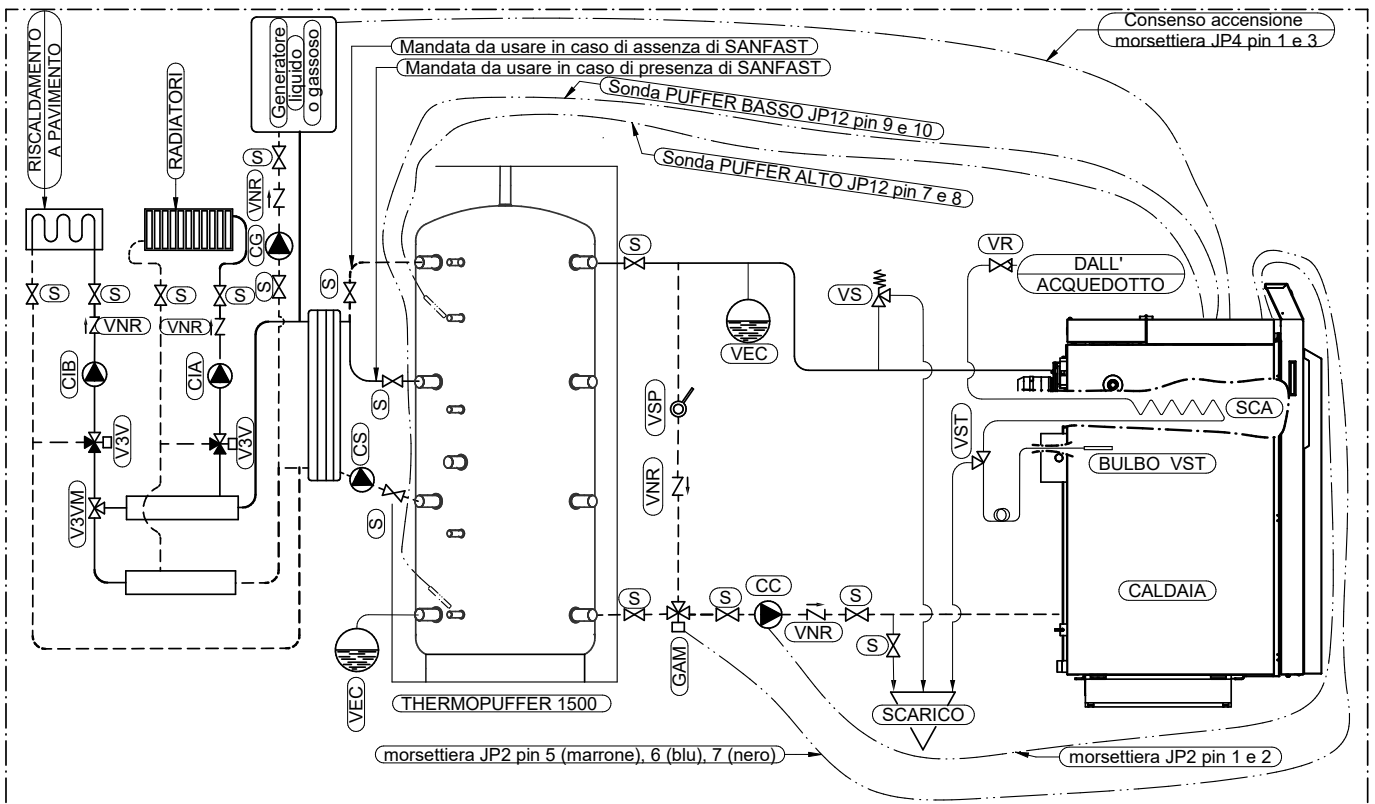 RISCALDAMENTO
A PAVIMENTO
RADIATORI
Generatore
liquido
o gassoso
Mandata da usare in caso di assenza di SANFAST
Mandata da usare in caso di presenza di SANFAST
Sonda PUFFER BASSO JP12 pin 9 e 10
Sonda PUFFER ALTO JP12 pin 7 e 8
Consenso accensione
morsettiera JP4 pin 1 e 3
S
VNR
CG
S
S
S
S
S
VNR
VNR
CIB
CIA
V3V
V3V
V3VM
S
S
CS
S
S
VEC
VS
VR
DALL'
ACQUEDOTTO
VSP
VNR
VST
SCA
BULBO VST
CALDAIA
S
S
CC
VNR
S
S
GAM
VEC
THERMOPUFFER 1500
SCARICO
morsettiera JP2 pin 5 (marrone), 6 (blu), 7 (nero)
morsettiera JP2 pin 1 e 2